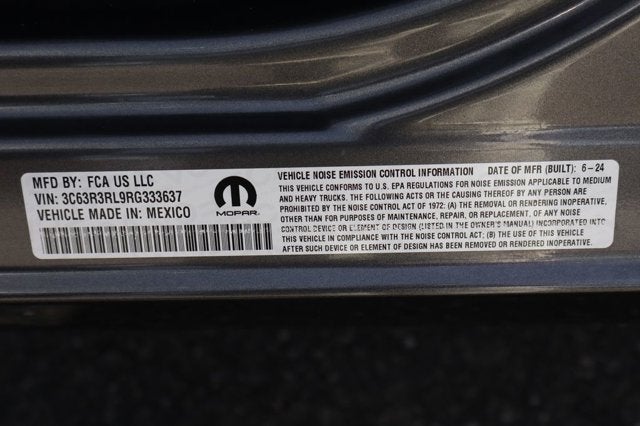 MFD BY: FCA US LLC
VIN: 3C63R3RL9RG333637
VEHICLE MADE IN: MEXICO
MOPAR
VEHICLE NOISE EMISSION CONTROL INFORMATION DATE OF MFR (BUILT): 6-24
THIS VEHICLE CONFORMS TO U.S. EPA REGULATIONS FOR NOISE EMISSION APPLICABLE TO MEDIUM
AND HEAVY TRUCKS. THE FOLLOWING ACTS OR THE CAUSING THEREOF BY ANY PERSON
ARE PROHIBITED BY THE NOISE CONTROL ACT OF 1972: (A) THE REMOVAL OR RENDERING INOPERATIVE,
OTHER THAN FOR PURPOSES OF MAINTENANCE, REPAIR, OR REPLACEMENT, OF ANY NOISE
CONTROL DEVICE OR ELEMENT OF DESIGN (LISTED IN THE OWNER'S MANUAL) INCORPORATED INTO
THIS VEHICLE IN COMPLIANCE WITH THE NOISE CONTROL ACT; (B) THE USE OF THIS VEHICLE
AFTER SUCH DEVICE OR ELEMENT OF DESIGN HAS BEEN REMOVED OR RENDERED INOPERATIVE.